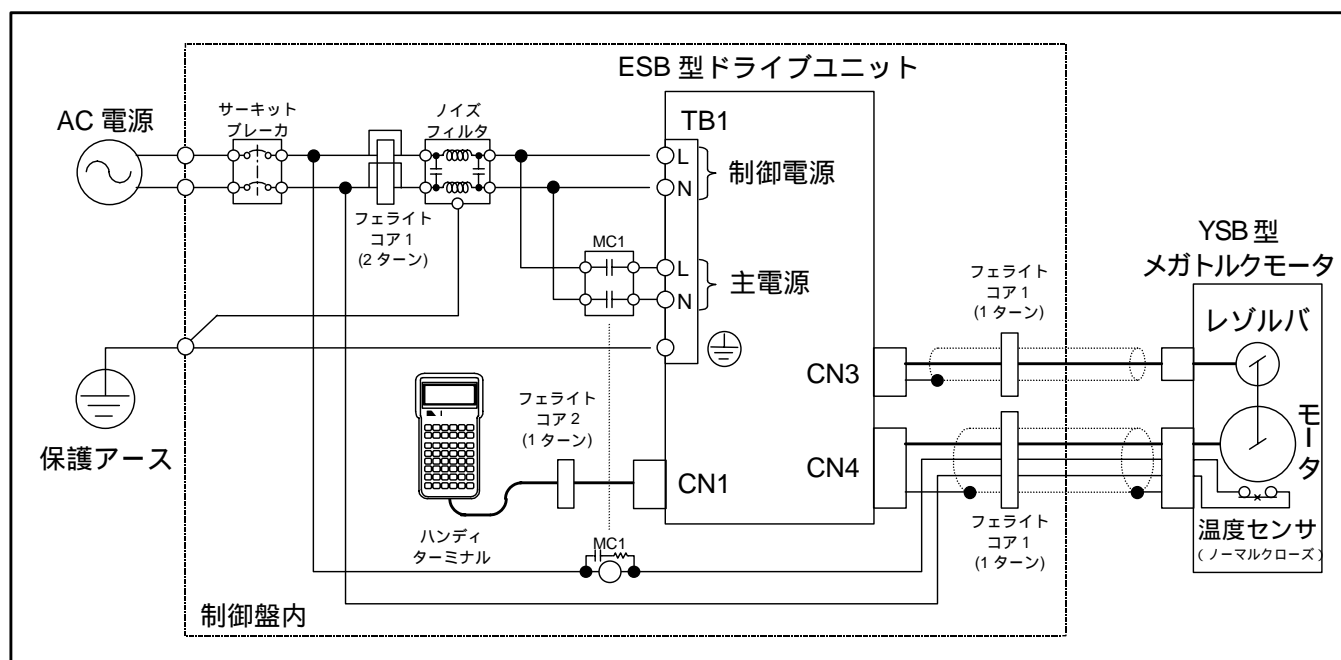 ESB 型ドライブユニット
AC 電源
サーキット
ブレーカ
ノイズ
フィルタ
TB1
L
N
制御電源
フェライト
コア 1
(2 ターン)
MC1
L
N
主電源
YSB 型
メガトルクモータ
フェライト
コア 1
(1 ターン)
レゾルバ
CN3
保護アース
フェライト
コア 2
(1 ターン)
モータ
CN1
CN4
ハンディ
ターミナル
MC1
フェライト
コア 1
(1 ターン)
温度センサ
(ノーマルクローズ)
制御盤内